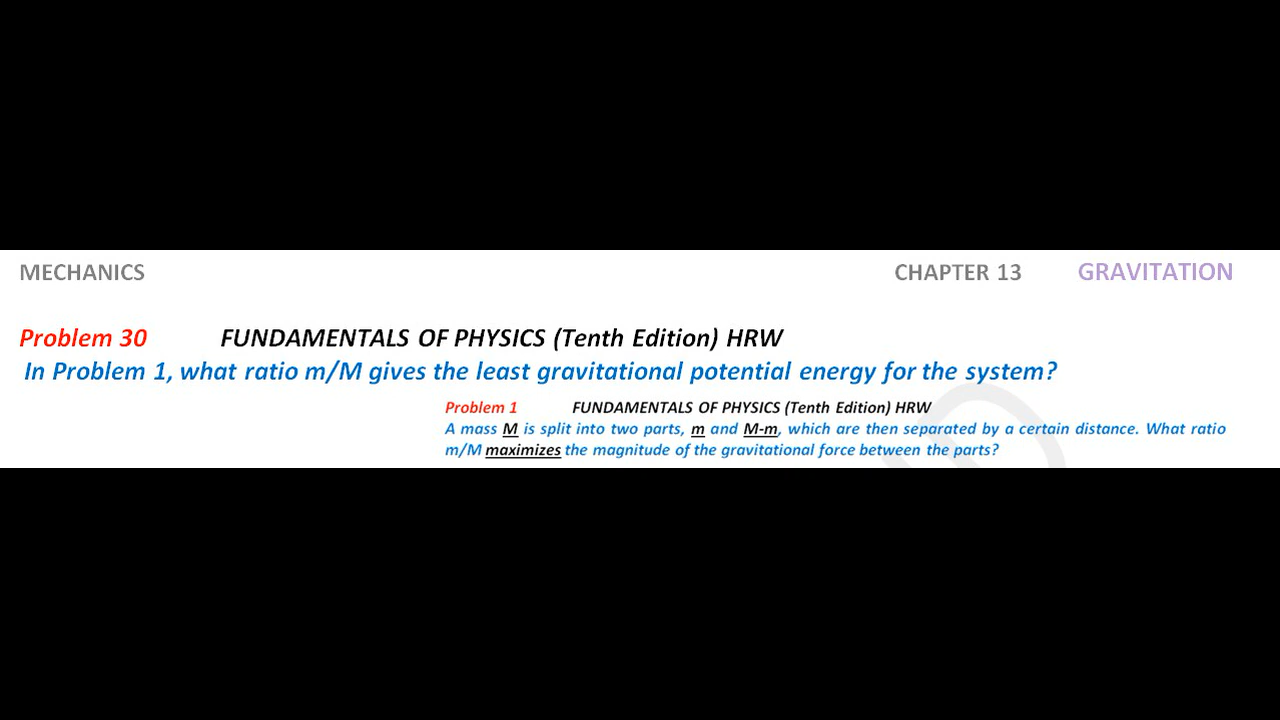 MECHANICS CHAPTER 13 GRAVITATION
Problem 30 FUNDAMENTALS OF PHYSICS (Tenth Edition) HRW
In Problem 1, what ratio m/M gives the least gravitational potential energy for the system?
Problem 1 FUNDAMENTALS OF PHYSICS (Tenth Edition) HRW
A mass M is split into two parts, m and M-m, which are then separated by a certain distance. What ratio
m/M maximizes the magnitude of the gravitational force between the parts?